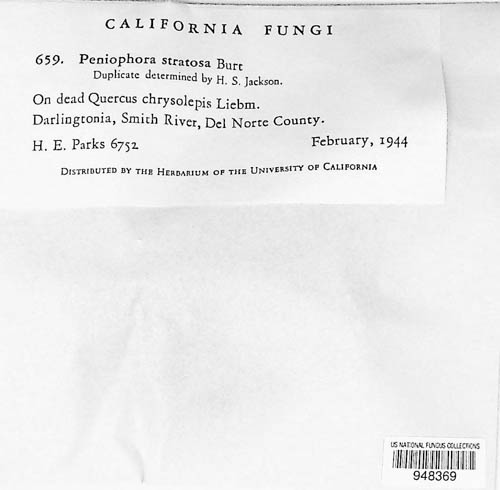 CALIFORNIA FUNGI
659. Peniophora stratosa Burt
Duplicate determined by H. S. Jackson.
On dead Quercus chrysolepis Liebm.
Darlingtonia, Smith River, Del Norte County.
H. E. Parks 6752 February, 1944
Distributed by the Herbarium of the University of California
US NATIONAL FUNGUS COLLECTIONS
948369